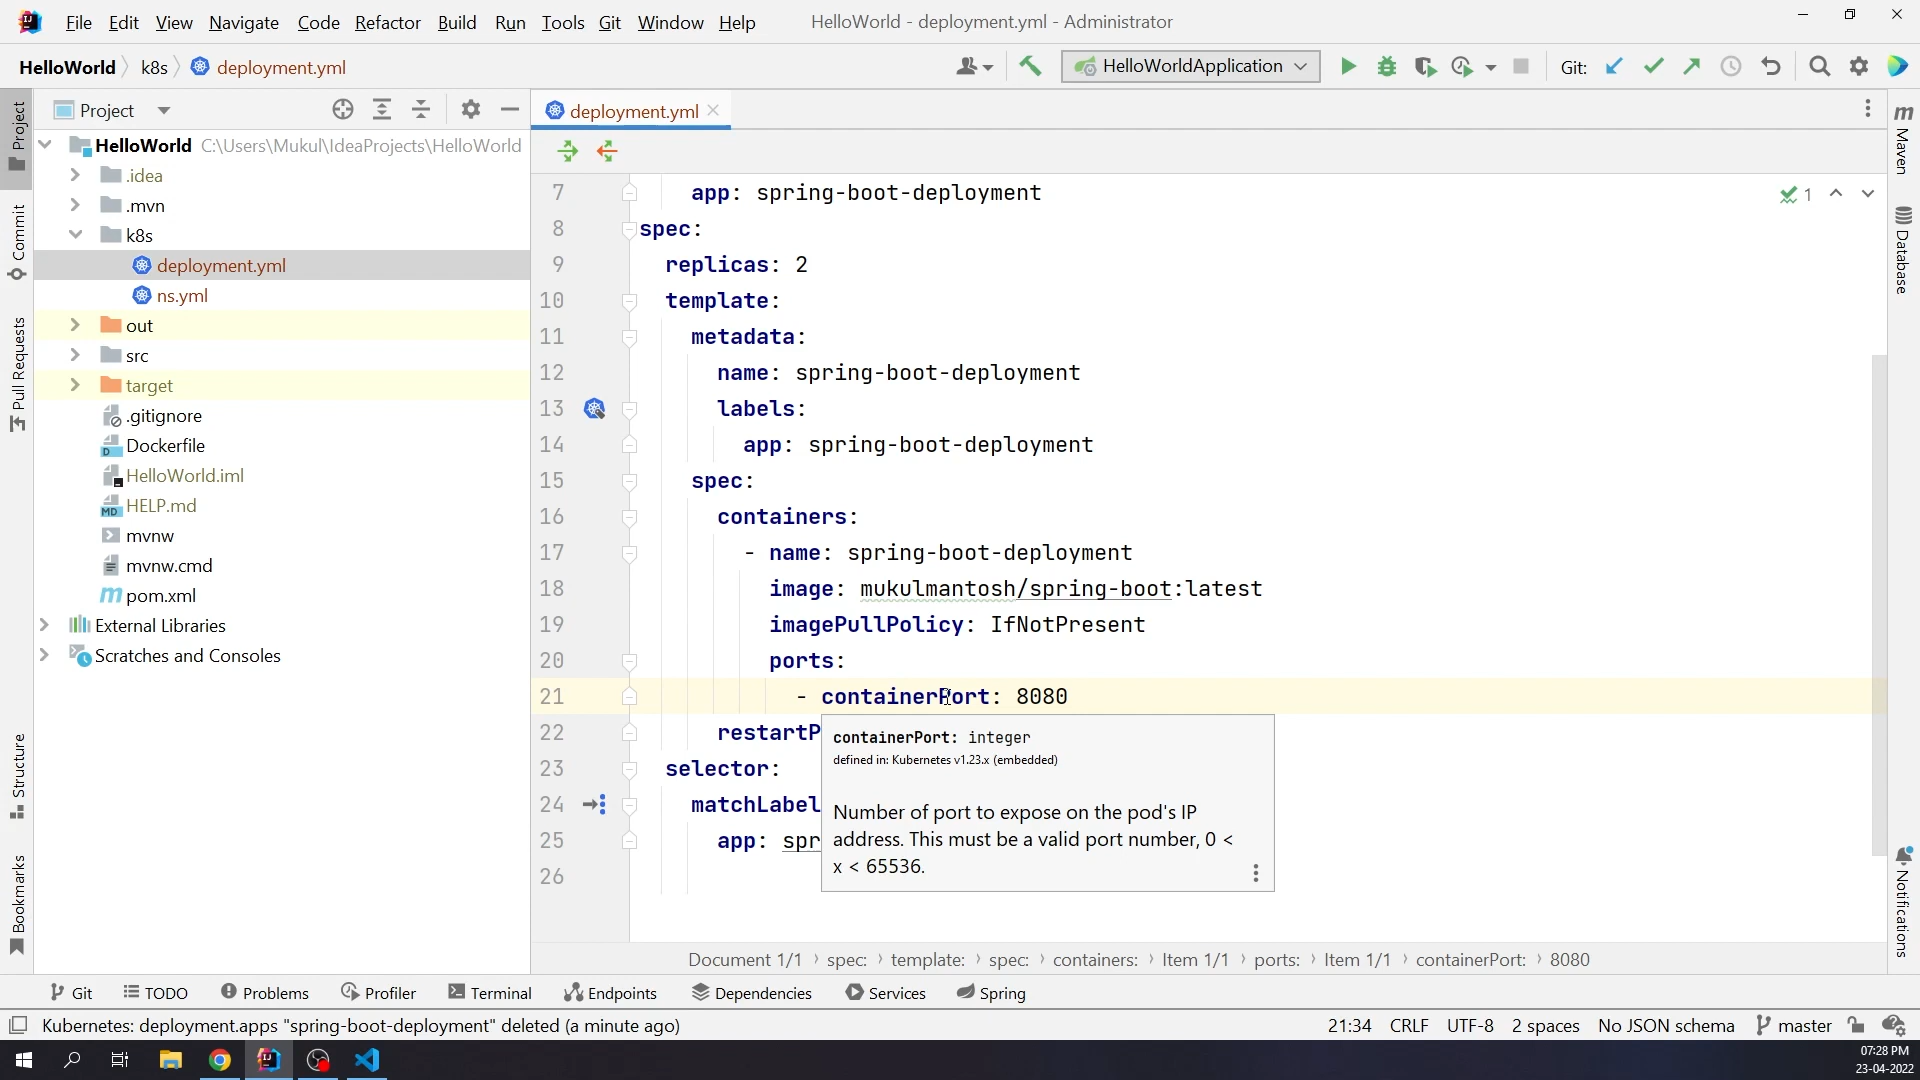 File Edit View Navigate Code Refactor Build Run Tools Git Window Help HelloWorld - deployment.yml - Administrator
HelloWorld k8s deployment.yml HelloWorldApplication Git:
Project
Commit
Pull Requests
Structure
Bookmarks
Project
HelloWorld C:\Users\Mukul\IdeaProjects\HelloWorld
.idea
.mvn
k8s
deployment.yml
ns.yml
out
src
target
.gitignore
Dockerfile
HelloWorld.iml
HELP.md
mvnw
mvnw.cmd
pom.xml
External Libraries
Scratches and Consoles
deployment.yml
1
7 app: spring-boot-deployment
8 spec:
9 replicas: 2
10 template:
11 metadata:
12 name: spring-boot-deployment
13 labels:
14 app: spring-boot-deployment
15 spec:
16 containers:
17 - name: spring-boot-deployment
18 image: mukulmantosh/spring-boot:latest
19 imagePullPolicy: IfNotPresent
20 ports:
21 - containerPort: 8080
22 restartP
23 selector:
24 matchLabel
25 app: spr
26
containerPort: integer
defined in: Kubernetes v1.23.x (embedded)
Number of port to expose on the pod's IP
address. This must be a valid port number, 0 <
x < 65536.
m Maven
Database
Notifications
Document 1/1 › spec: › template: › spec: › containers: › Item 1/1 › ports: › Item 1/1 › containerPort: › 8080
Git TODO Problems Profiler Terminal Endpoints Dependencies Services Spring
Kubernetes: deployment.apps "spring-boot-deployment" deleted (a minute ago) 21:34 CRLF UTF-8 2 spaces No JSON schema master
07:28 PM
23-04-2022